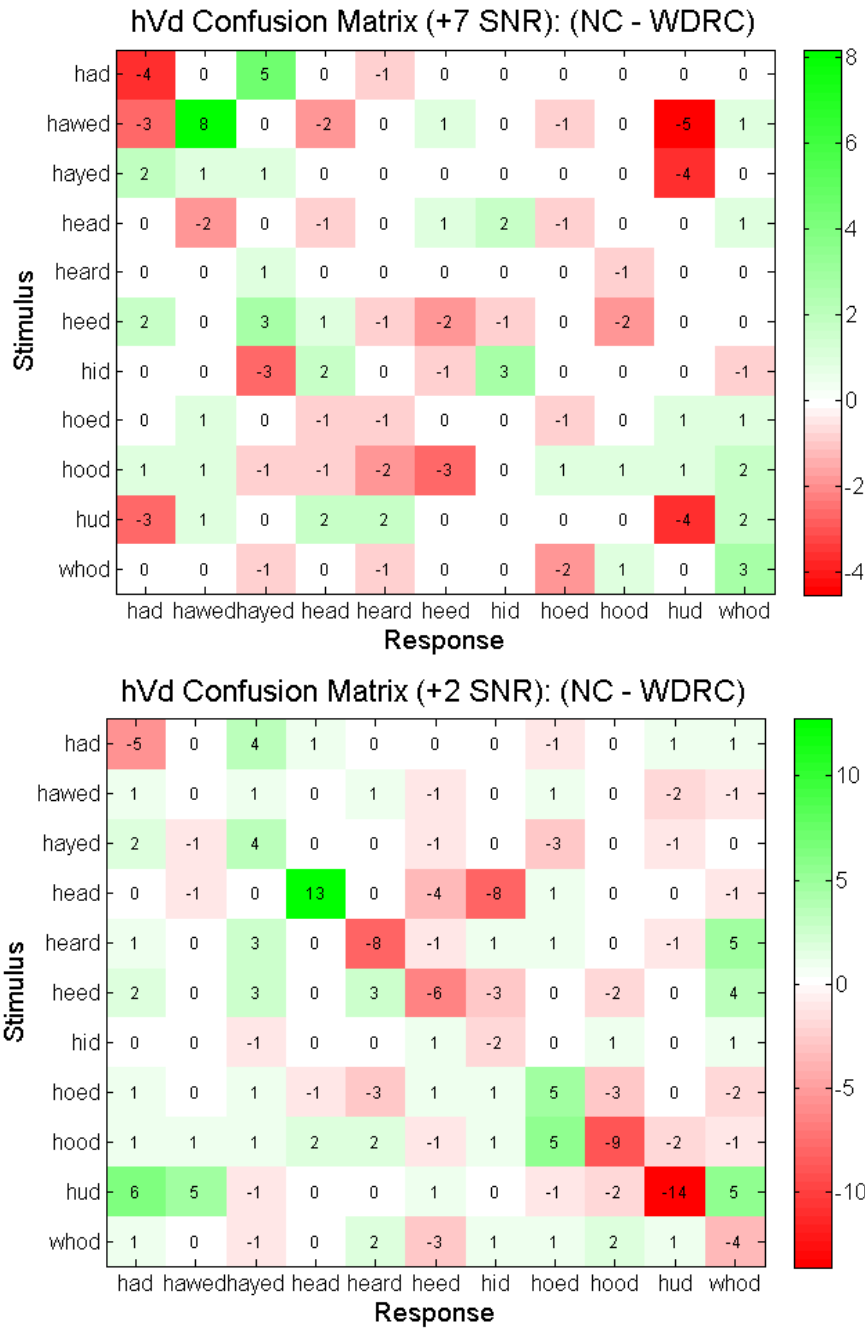 hVd Confusion Matrix (+7 SNR): (NC - WDRC)
had -4 0 5 0 -1 0 0 0 0 0 0
hawed -3 8 0 -2 0 1 0 -1 0 -5 1
hayed 2 1 1 0 0 0 0 0 0 -4 0
head 0 -2 0 -1 0 1 2 -1 0 0 1
heard 0 0 1 0 0 0 0 0 -1 0 0
heed 2 0 3 1 -1 -2 -1 0 -2 0 0
hid 0 0 -3 2 0 -1 3 0 0 0 -1
hoed 0 1 0 -1 -1 0 0 -1 0 1 1
hood 1 1 -1 -1 -2 -3 0 1 1 1 2
hud -3 1 0 2 2 0 0 0 0 -4 2
whod 0 0 -1 0 -1 0 0 -2 1 0 3
had hawed hayed head heard heed hid hoed hood hud whod
Response
Stimulus
8
6
4
2
0
-2
-4
hVd Confusion Matrix (+2 SNR): (NC - WDRC)
had -5 0 4 1 0 0 0 -1 0 1 1
hawed 1 0 1 0 1 -1 0 1 0 -2 -1
hayed 2 -1 4 0 0 -1 0 -3 0 -1 0
head 0 -1 0 13 0 -4 -8 1 0 0 -1
heard 1 0 3 0 -8 -1 1 1 0 -1 5
heed 2 0 3 0 3 -6 -3 0 -2 0 4
hid 0 0 -1 0 0 1 -2 0 1 0 1
hoed 1 0 1 -1 -3 1 1 5 -3 0 -2
hood 1 1 1 2 2 -1 1 5 -9 -2 -1
hud 6 5 -1 0 0 1 0 -1 -2 -14 5
whod 1 0 -1 0 2 -3 1 1 2 1 -4
had hawed hayed head heard heed hid hoed hood hud whod
Response
Stimulus
10
5
0
-5
-10